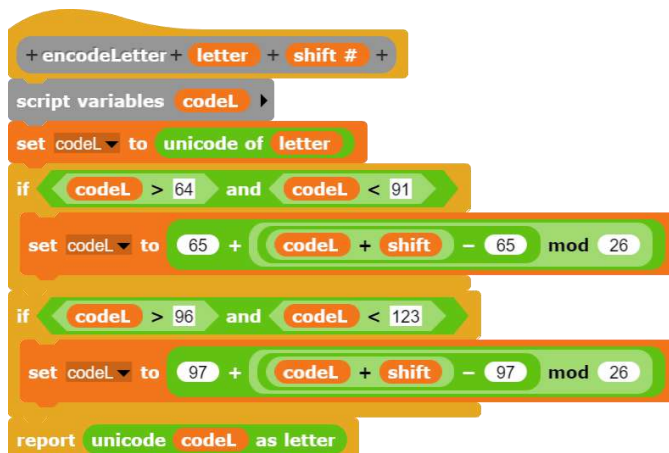 + encodeLetter + letter + shift # +
script variables codeL
set codeL to unicode of letter
if codeL > 64 and codeL < 91
set codeL to 65 + codeL + shift - 65 mod 26
if codeL > 96 and codeL < 123
set codeL to 97 + codeL + shift - 97 mod 26
report unicode codeL as letter